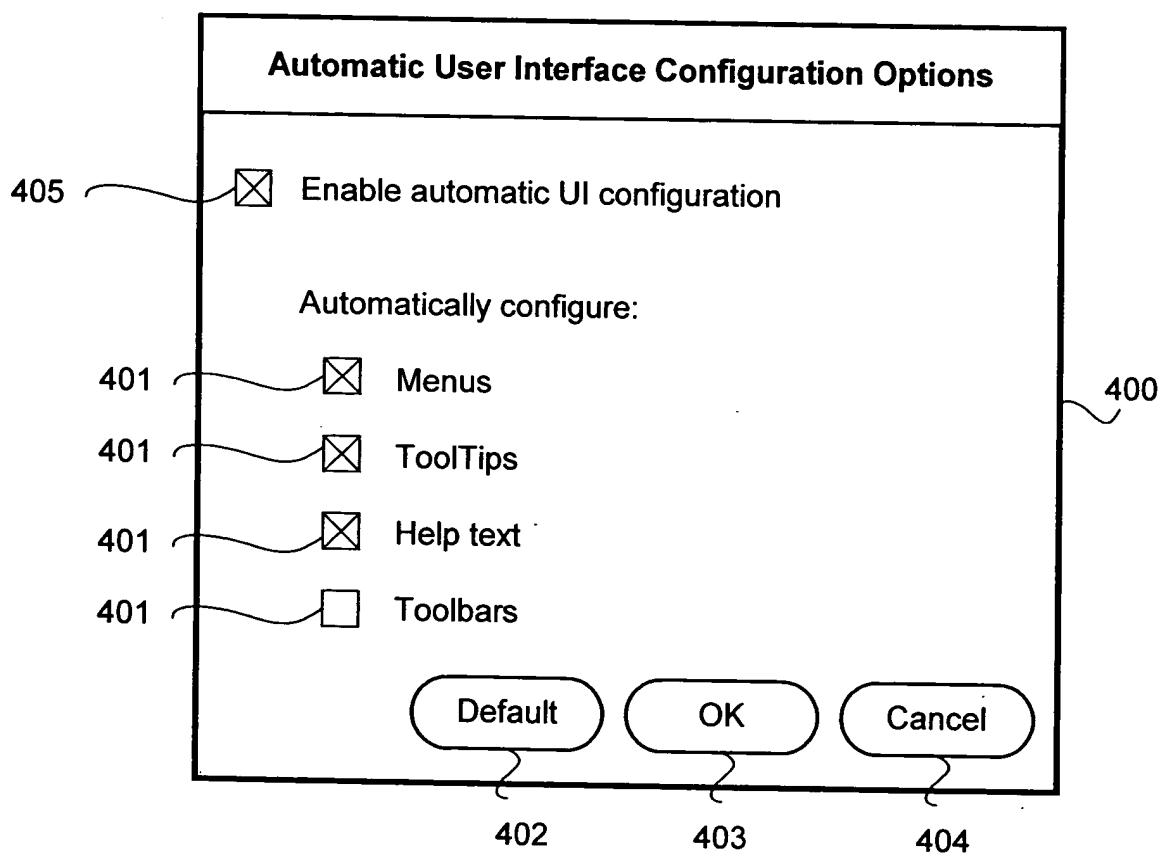 Automatic User Interface Configuration Options
405 Enable automatic UI configuration
Automatically configure:
401 Menus
400
401 ToolTips
401 Help text
401 Toolbars
Default OK Cancel
402 403 404